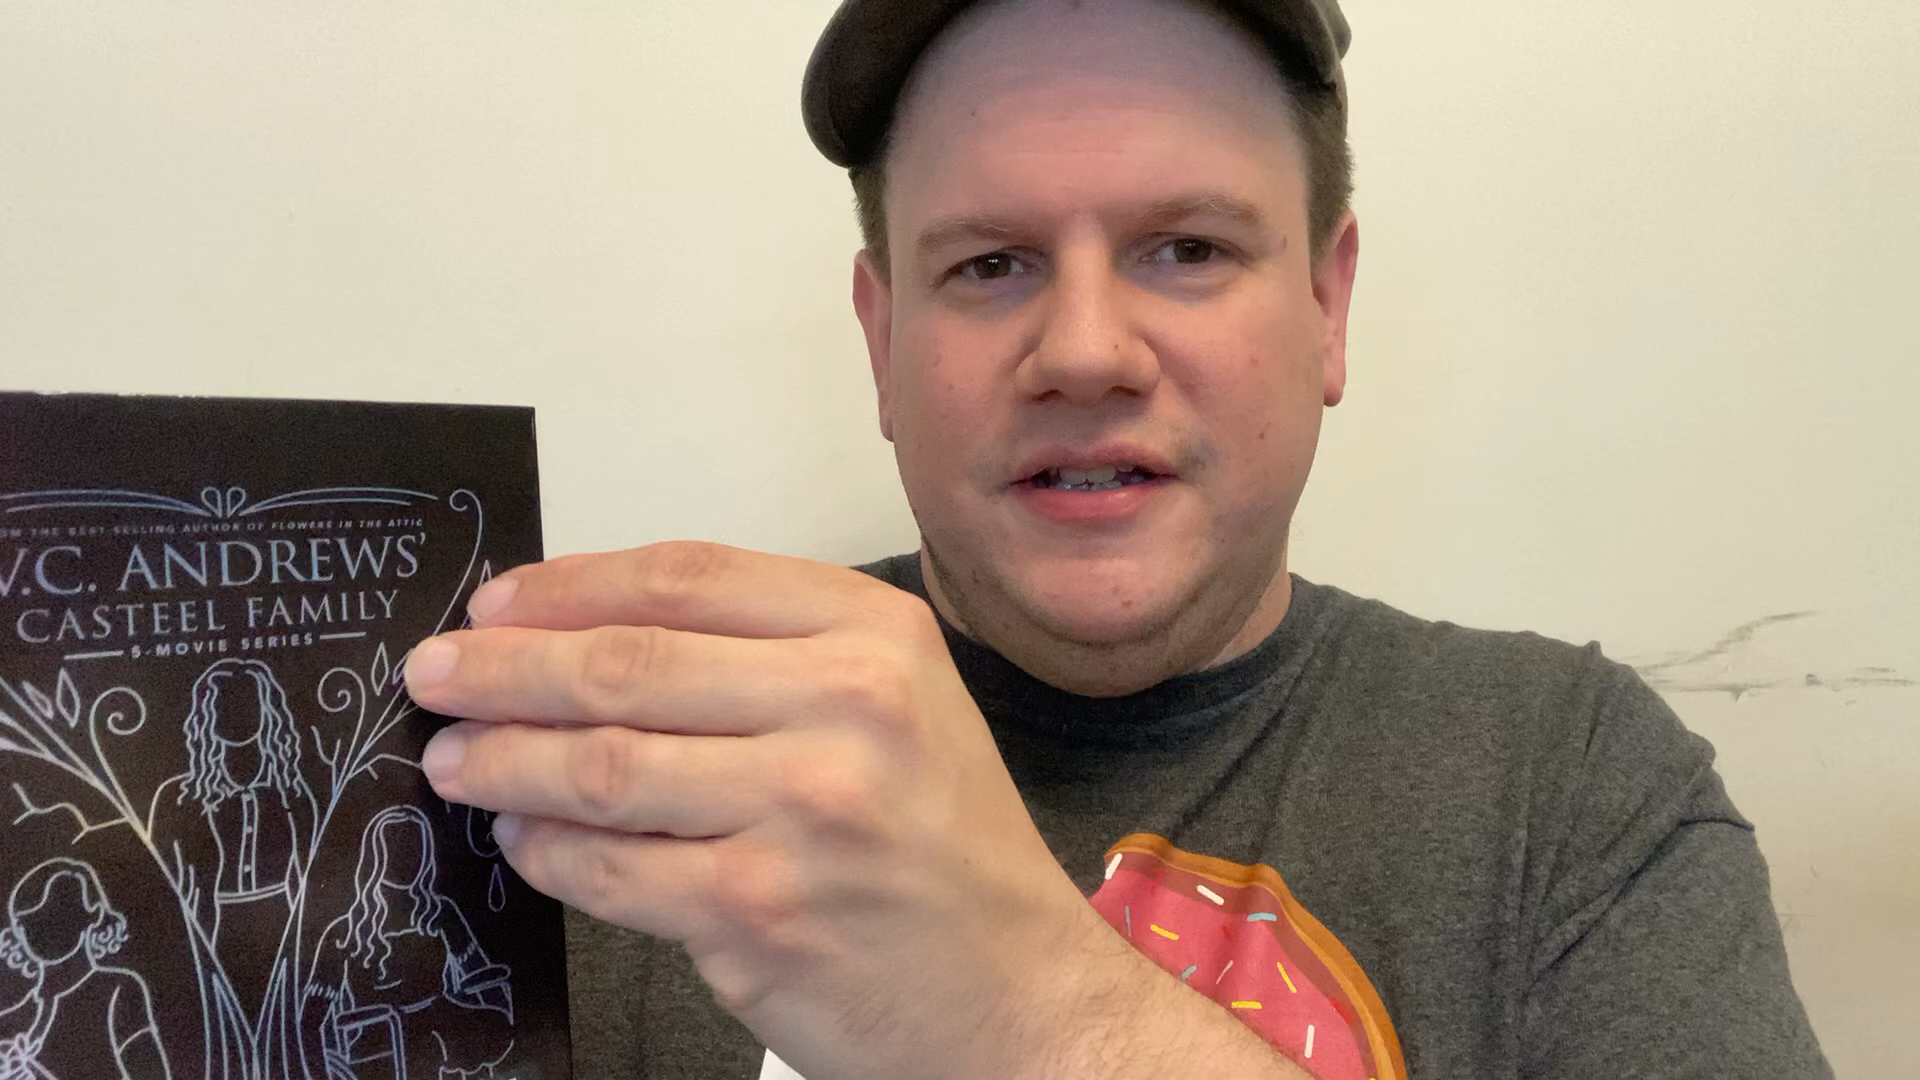 THE BEST-SELLING AUTHOR OF FLOWERS IN THE ATTIC
V.C. ANDREWS'
CASTEEL FAMILY
5-MOVIE SERIES